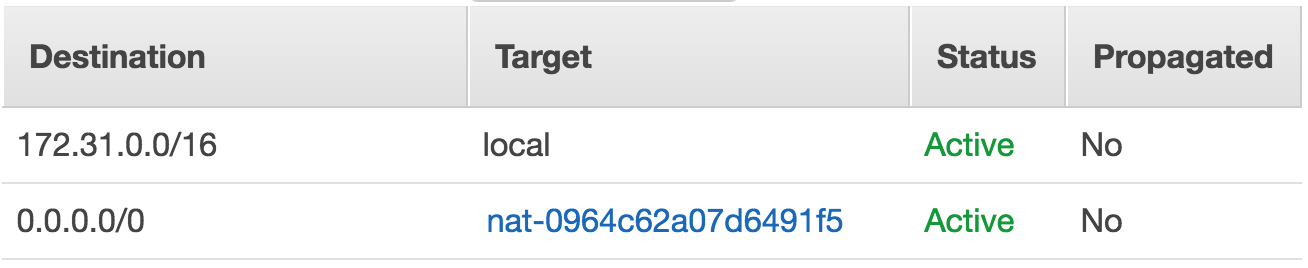 Destination Target Status Propagated
172.31.0.0/16 local Active No
0.0.0.0/0 nat-0964c62a07d6491f5 Active No